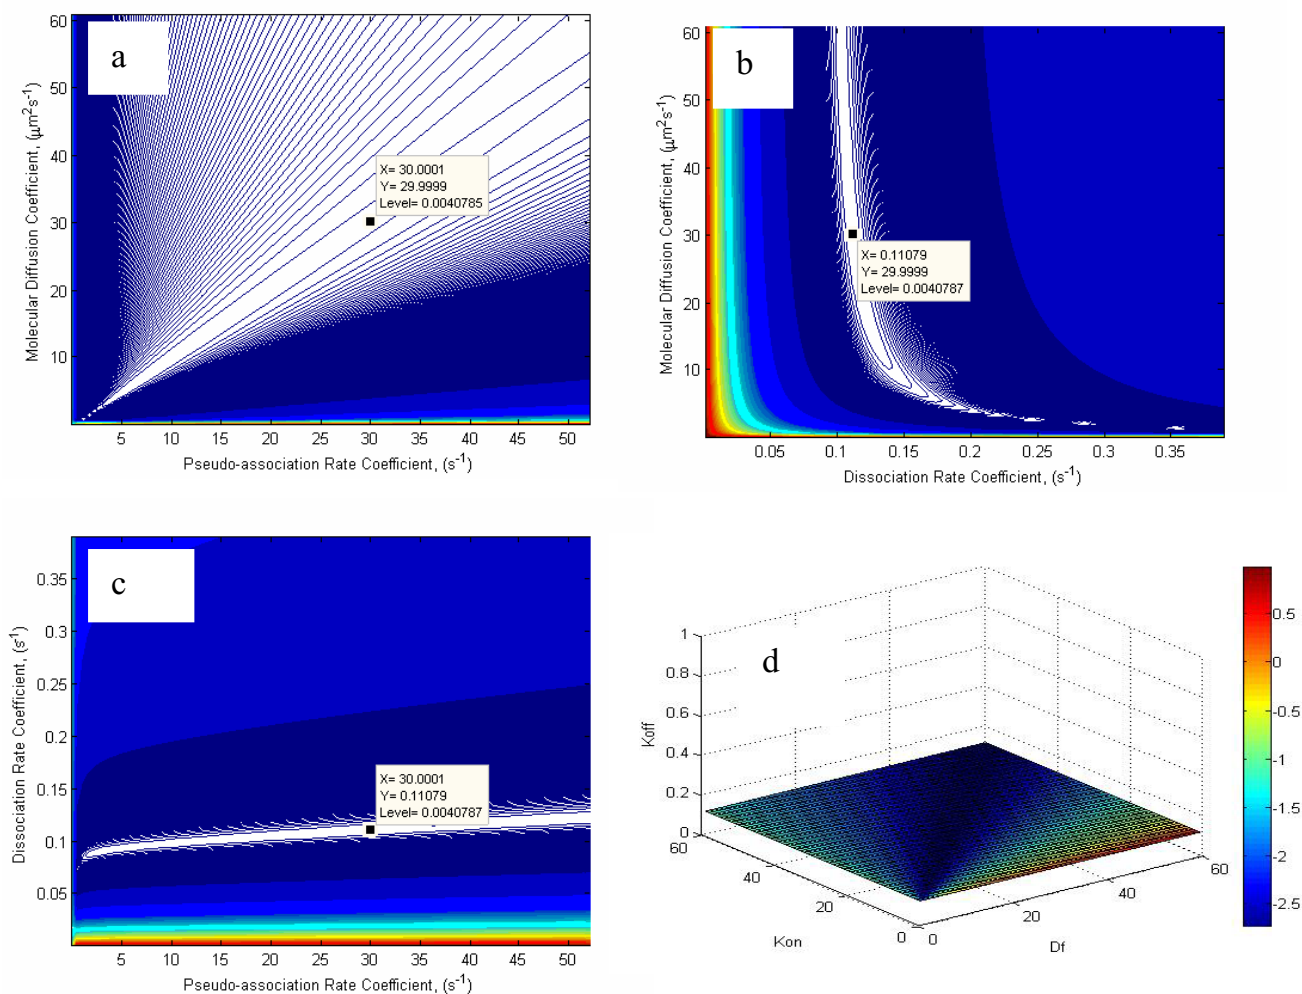 a
60
50
40
30
20
10
Molecular Diffusion Coefficient, (μm²s⁻¹)
X= 30.0001
Y= 29.9999
Level= 0.0040785
5 10 15 20 25 30 35 40 45 50
Pseudo-association Rate Coefficient, (s⁻¹)
b
60
50
40
30
20
10
Molecular Diffusion Coefficient, (μm²s⁻¹)
X= 0.11079
Y= 29.9999
Level= 0.0040787
0.05 0.1 0.15 0.2 0.25 0.3 0.35
Dissociation Rate Coefficient, (s⁻¹)
c
0.35
0.3
0.25
0.2
0.15
0.1
0.05
Dissociation Rate Coefficient, (s⁻¹)
X= 30.0001
Y= 0.11079
Level= 0.0040787
5 10 15 20 25 30 35 40 45 50
Pseudo-association Rate Coefficient, (s⁻¹)
d
1
0.8
0.6
0.4
0.2
0
Koff
60
40
20
0
Kon
0
20
40
60
Df
0.5
0
-0.5
-1
-1.5
-2
-2.5